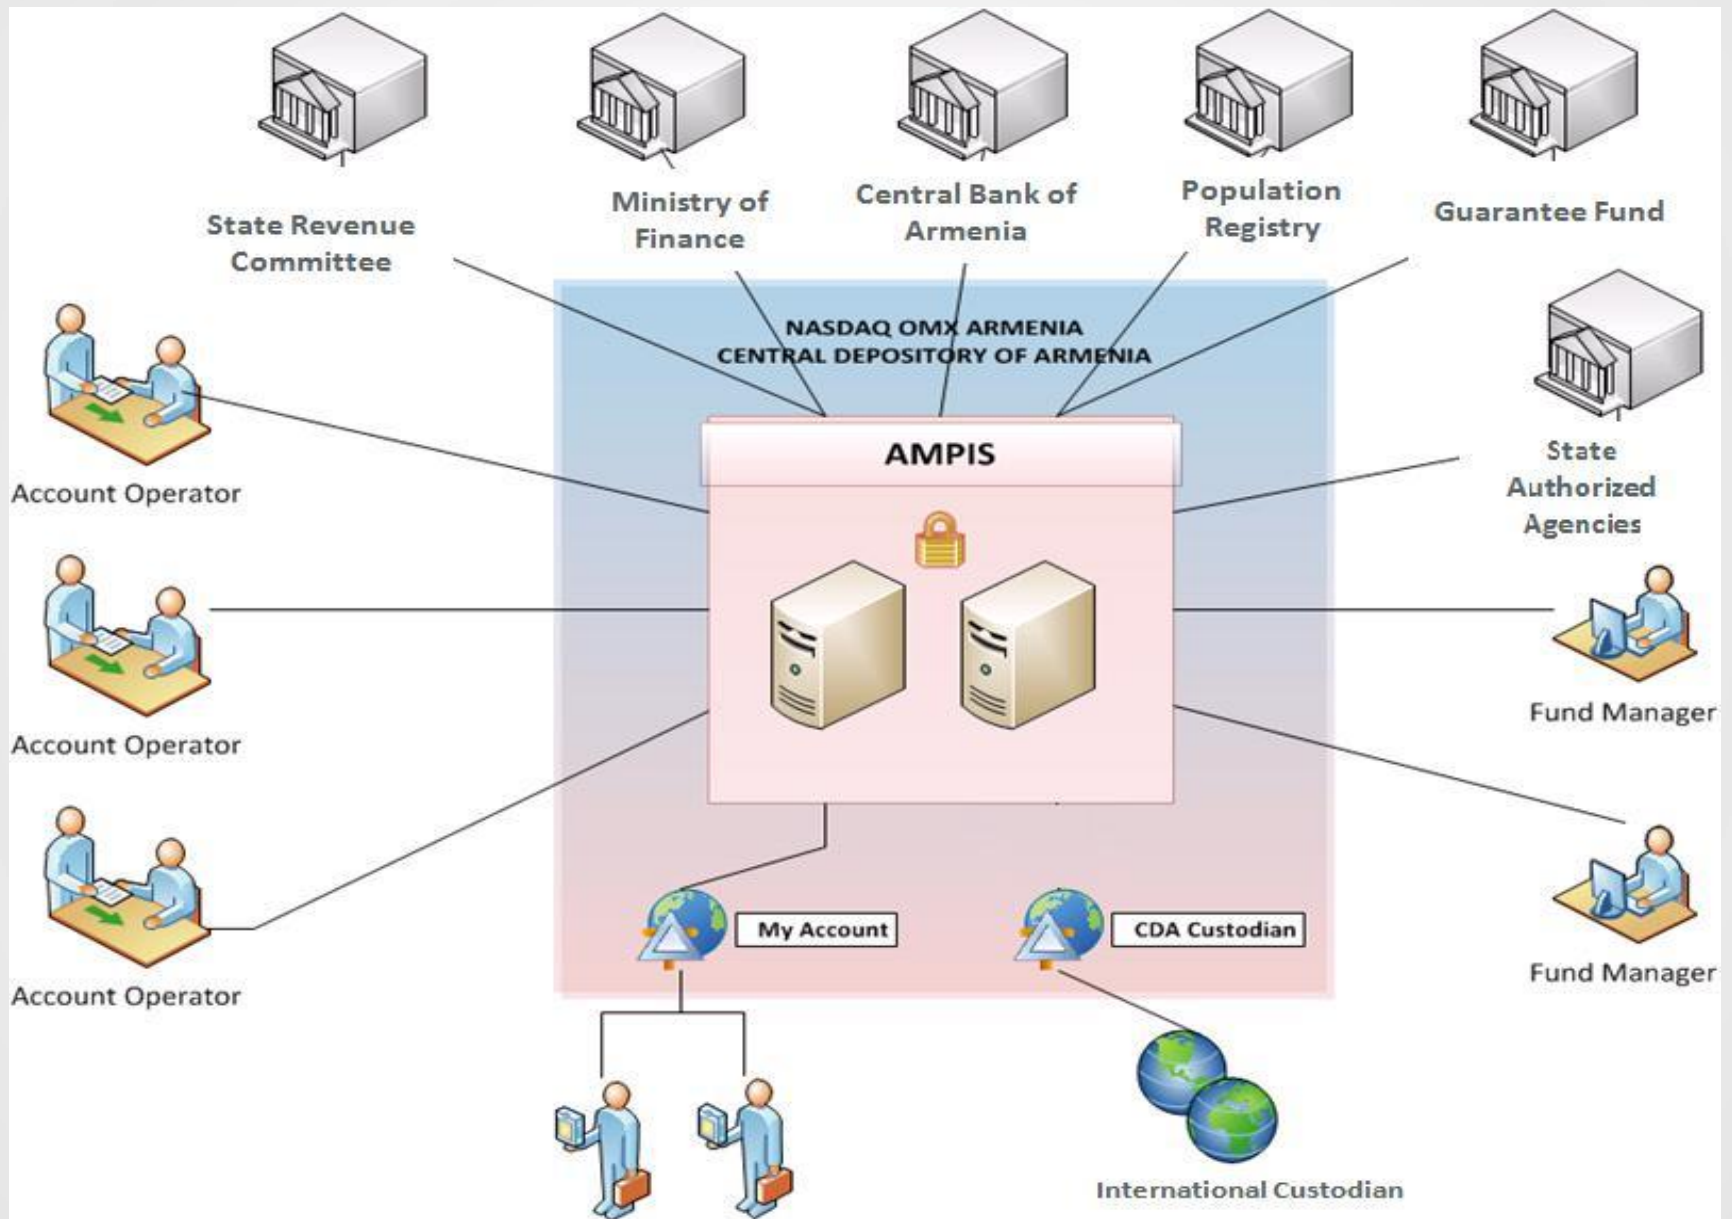 State Revenue
Committee
Ministry of
Finance
Central Bank of
Armenia
Population
Registry
Guarantee Fund
NASDAQ OMX ARMENIA
CENTRAL DEPOSITORY OF ARMENIA
AMPIS
State
Authorized
Agencies
Account Operator
Account Operator
Account Operator
Fund Manager
Fund Manager
My Account
CDA Custodian
International Custodian